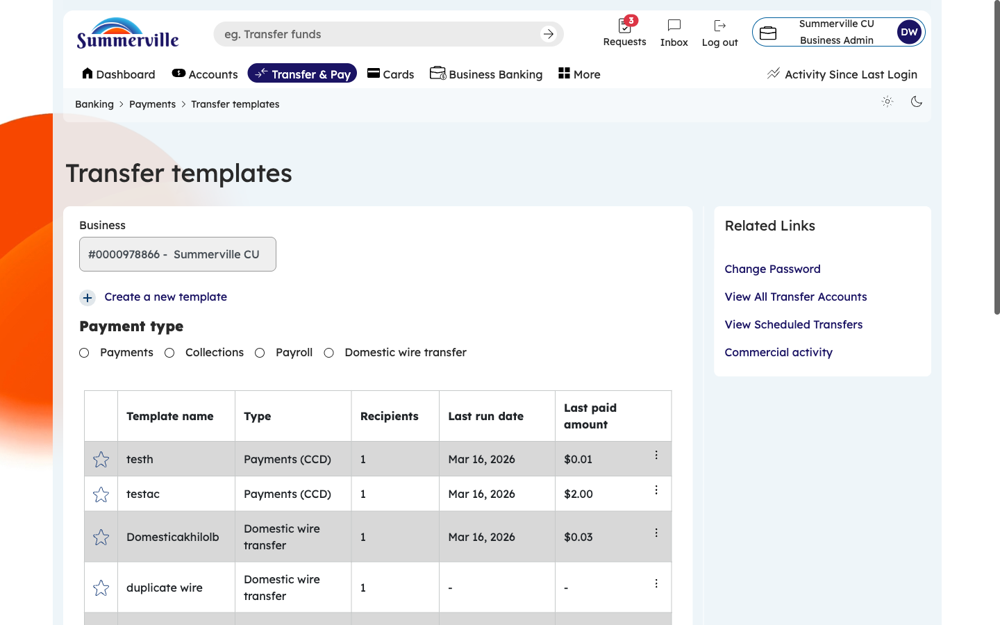 Summerville
eg. Transfer funds
3
Requests
Inbox
Log out
Summerville CU
Business Admin
DW
Dashboard
Accounts
Transfer & Pay
Cards
Business Banking
More
Activity Since Last Login
Banking > Payments > Transfer templates
Transfer templates
Business
#0000978866 - Summerville CU
Create a new template
Payment type
Payments
Collections
Payroll
Domestic wire transfer
Template name
Type
Recipients
Last run date
Last paid
amount
testh
Payments (CCD)
1
Mar 16, 2026
$0.01
testac
Payments (CCD)
1
Mar 16, 2026
$2.00
Domesticakhilolb
Domestic wire
transfer
1
Mar 16, 2026
$0.03
duplicate wire
Domestic wire
transfer
1
-
-
Related Links
Change Password
View All Transfer Accounts
View Scheduled Transfers
Commercial activity